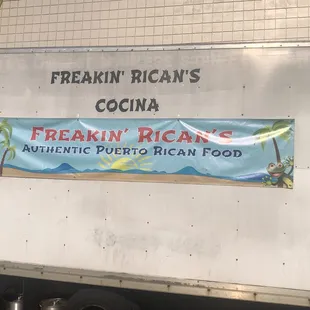 FREAKIN' RICAN'S
COCINA
FREAKIN' RICAN'S
AUTHENTIC PUERTO RICAN FOOD